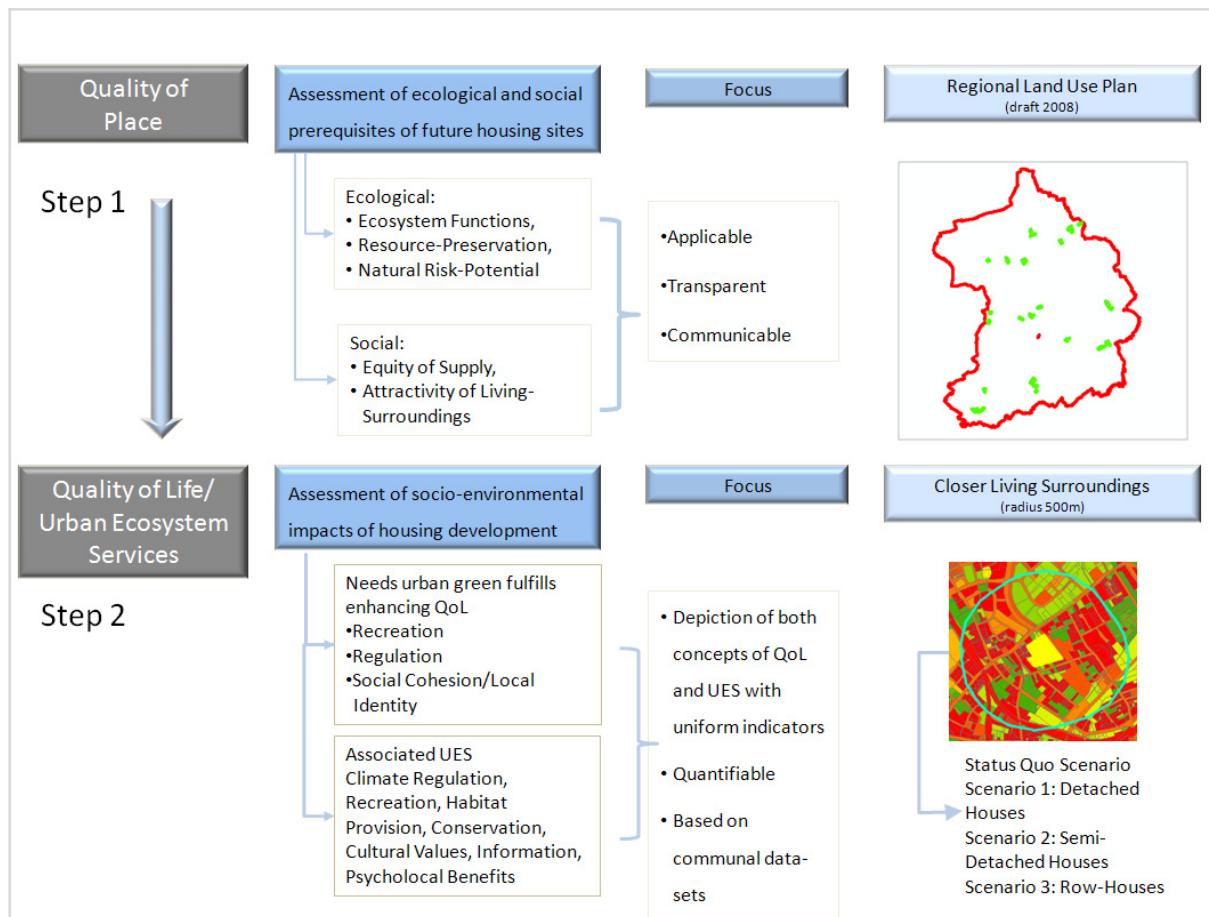 Quality of
Place
Assessment of ecological and social
prerequisites of future housing sites
Focus
Regional Land Use Plan
(draft 2008)
Step 1
Ecological:
• Ecosystem Functions,
• Resource-Preservation,
• Natural Risk-Potential
Social:
• Equity of Supply,
• Attractivity of Living-
Surroundings
•Applicable
•Transparent
•Communicable
Quality of Life/
Urban Ecosystem
Services
Assessment of socio-environmental
impacts of housing development
Focus
Closer Living Surroundings
(radius 500m)
Step 2
Needs urban green fulfills
enhancing QoL
•Recreation
•Regulation
•Social Cohesion/Local
Identity
Associated UES
Climate Regulation,
Recreation, Habitat
Provision, Conservation,
Cultural Values, Information,
Psycholocal Benefits
• Depiction of both
concepts of QoL
and UES with
uniform indicators
• Quantifiable
• Based on
communal data-
sets
Status Quo Scenario
Scenario 1: Detached
Houses
Scenario 2: Semi-
Detached Houses
Scenario 3: Row-Houses